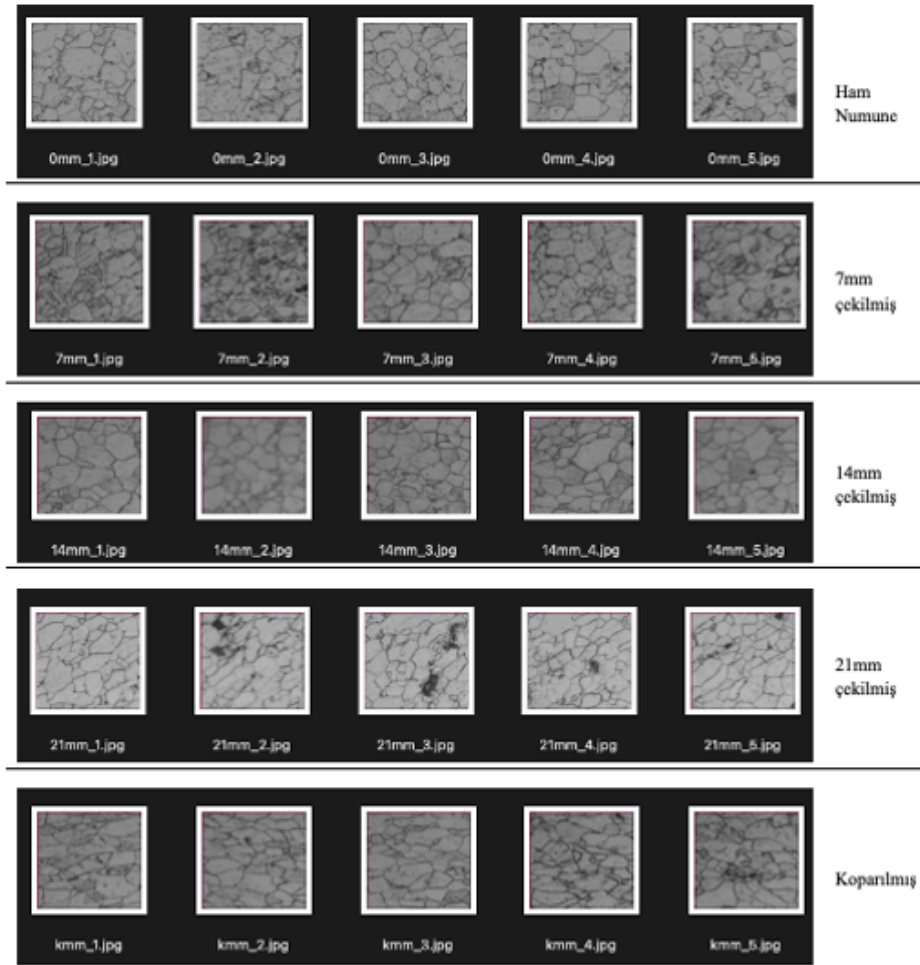 0mm_1.jpg 0mm_2.jpg 0mm_3.jpg 0mm_4.jpg 0mm_5.jpg
Ham
Numune
7mm_1.jpg 7mm_2.jpg 7mm_3.jpg 7mm_4.jpg 7mm_5.jpg
7mm
çekilmiş
14mm_1.jpg 14mm_2.jpg 14mm_3.jpg 14mm_4.jpg 14mm_5.jpg
14mm
çekilmiş
21mm_1.jpg 21mm_2.jpg 21mm_3.jpg 21mm_4.jpg 21mm_5.jpg
21mm
çekilmiş
kmm_1.jpg kmm_2.jpg kmm_3.jpg kmm_4.jpg kmm_5.jpg
Koparılmış